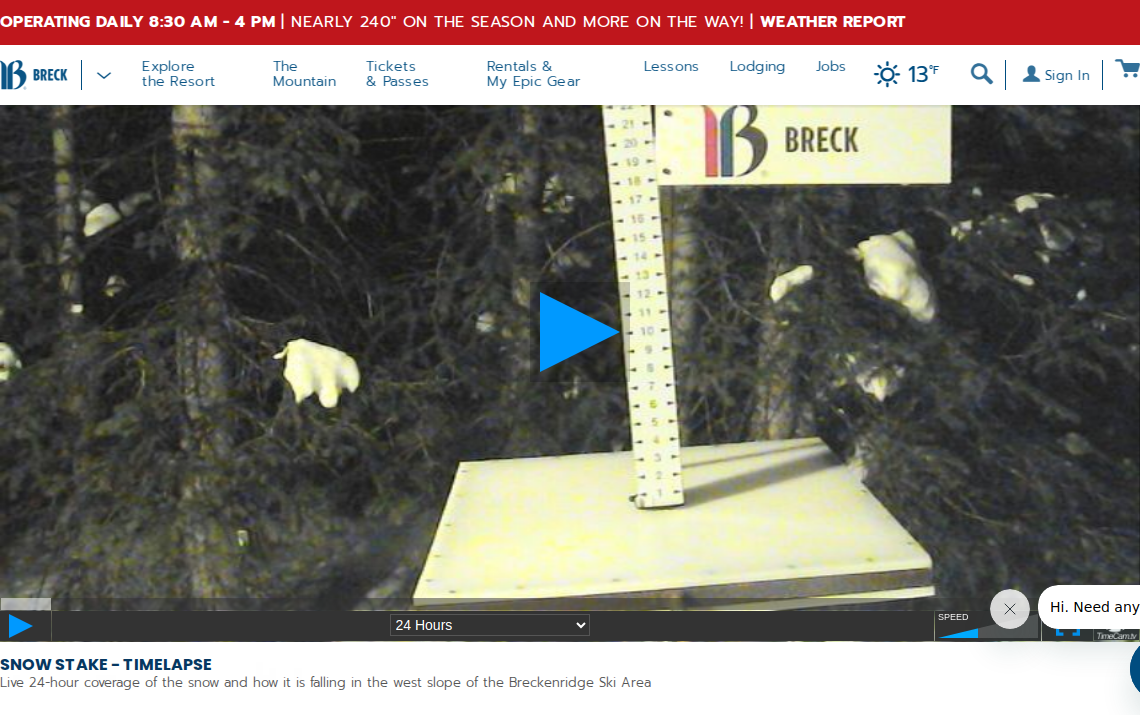 OPERATING DAILY 8:30 AM - 4 PM | NEARLY 240" ON THE SEASON AND MORE ON THE WAY! | WEATHER REPORT
BRECK
Explore
the Resort
The
Mountain
Tickets
& Passes
Rentals &
My Epic Gear
Lessons
Lodging
Jobs
13°F
Sign In
BRECK
21
20
19
18
17
16
15
14
13
12
11
10
9
8
7
6
5
4
3
2
1
24 Hours
SPEED
Hi. Need any
TimeCam.tv
SNOW STAKE - TIMELAPSE
Live 24-hour coverage of the snow and how it is falling in the west slope of the Breckenridge Ski Area